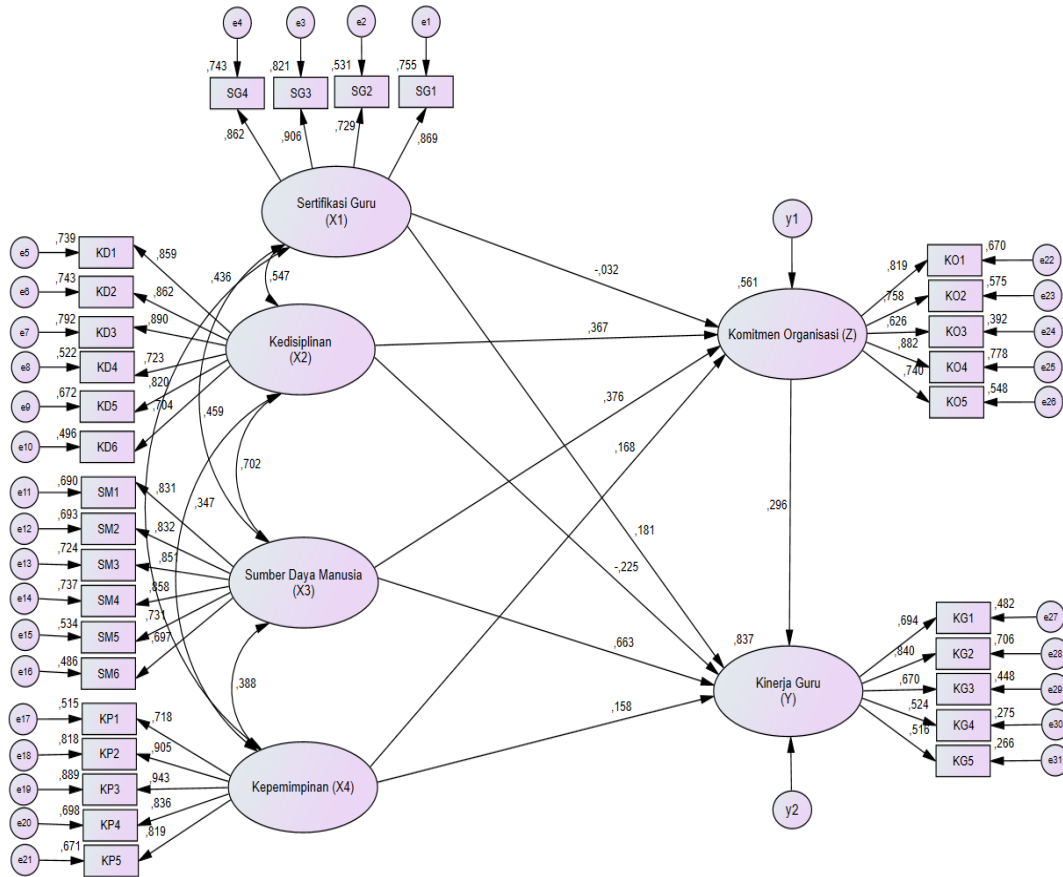 e4 e3 e2 e1
,743 ,821 ,531 ,755
SG4 SG3 SG2 SG1
,862 ,906 ,729 ,869
Sertifikasi Guru
(X1)
e5 ,739 KD1 ,859
e6 ,743 KD2 ,862
e7 ,792 KD3 ,890
e8 ,522 KD4 ,723
e9 ,672 KD5 ,820
e10 ,496 KD6 ,704
Kedisiplinan
(X2)
,436 ,547
,459
,702
,347
,388
e11 ,690 SM1 ,831
e12 ,693 SM2 ,832
e13 ,724 SM3 ,851
e14 ,737 SM4 ,858
e15 ,534 SM5 ,731
e16 ,486 SM6 ,697
Sumber Daya Manusia
(X3)
e17 ,515 KP1 ,718
e18 ,818 KP2 ,905
e19 ,889 KP3 ,943
e20 ,698 KP4 ,836
e21 ,671 KP5 ,819
Kepemimpinan (X4)
-,032
,367
,376
,168
,181
-,225
,663
,158
,296
y1
,561
Komitmen Organisasi (Z)
,819 KO1 ,670 e22
,758 KO2 ,575 e23
,626 KO3 ,392 e24
,882 KO4 ,778 e25
,740 KO5 ,548 e26
,837
Kinerja Guru
(Y)
y2
,694 KG1 ,482 e27
,840 KG2 ,706 e28
,670 KG3 ,448 e29
,524 KG4 ,275 e30
,516 KG5 ,266 e31